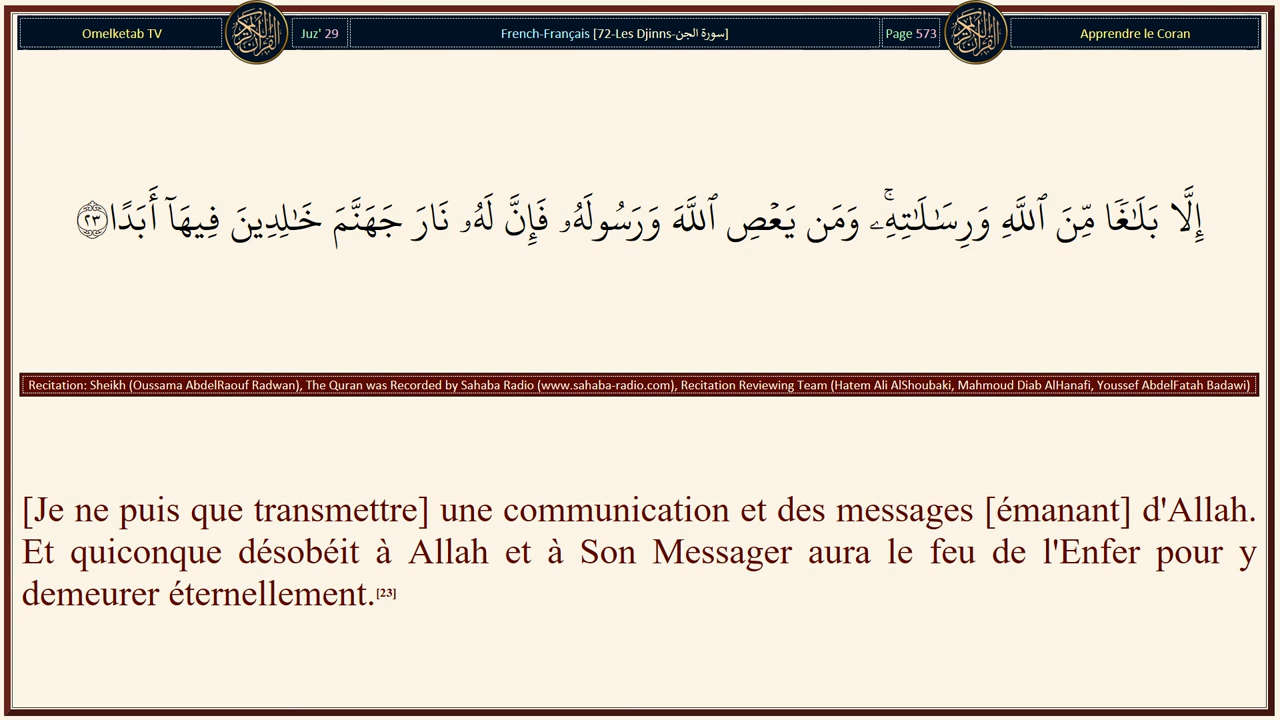 Omelketab TV
Juz' 29
French-Français [72-Les Djinns-سورة الجن]
Page 573
Apprendre le Coran
إِلَّا بَلَٰغًا مِّنَ ٱللَّهِ وَرِسَٰلَٰتِهِۦۚ وَمَن يَعۡصِ ٱللَّهَ وَرَسُولَهُۥ فَإِنَّ لَهُۥ نَارَ جَهَنَّمَ خَٰلِدِينَ فِيهَآ أَبَدًا ٢٣
Recitation: Sheikh (Oussama AbdelRaouf Radwan), The Quran was Recorded by Sahaba Radio (www.sahaba-radio.com), Recitation Reviewing Team (Hatem Ali AlShoubaki, Mahmoud Diab AlHanafi, Youssef AbdelFatah Badawi)
[Je ne puis que transmettre] une communication et des messages [émanant] d'Allah.
Et quiconque désobéit à Allah et à Son Messager aura le feu de l'Enfer pour y
demeurer éternellement.[23]